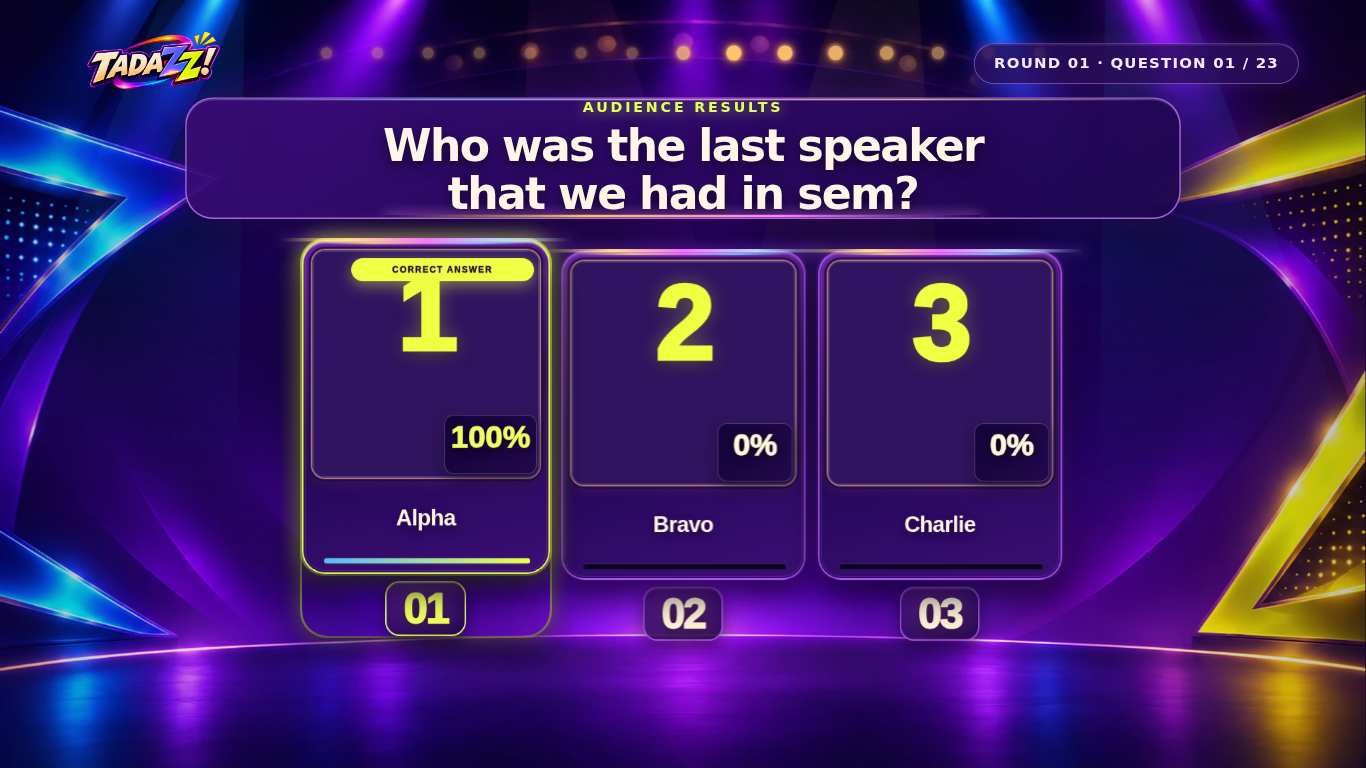 TADAZZ!
ROUND 01 · QUESTION 01 / 23
AUDIENCE RESULTS
Who was the last speaker
that we had in sem?
CORRECT ANSWER
1
100%
Alpha
01
2
0%
Bravo
02
3
0%
Charlie
03